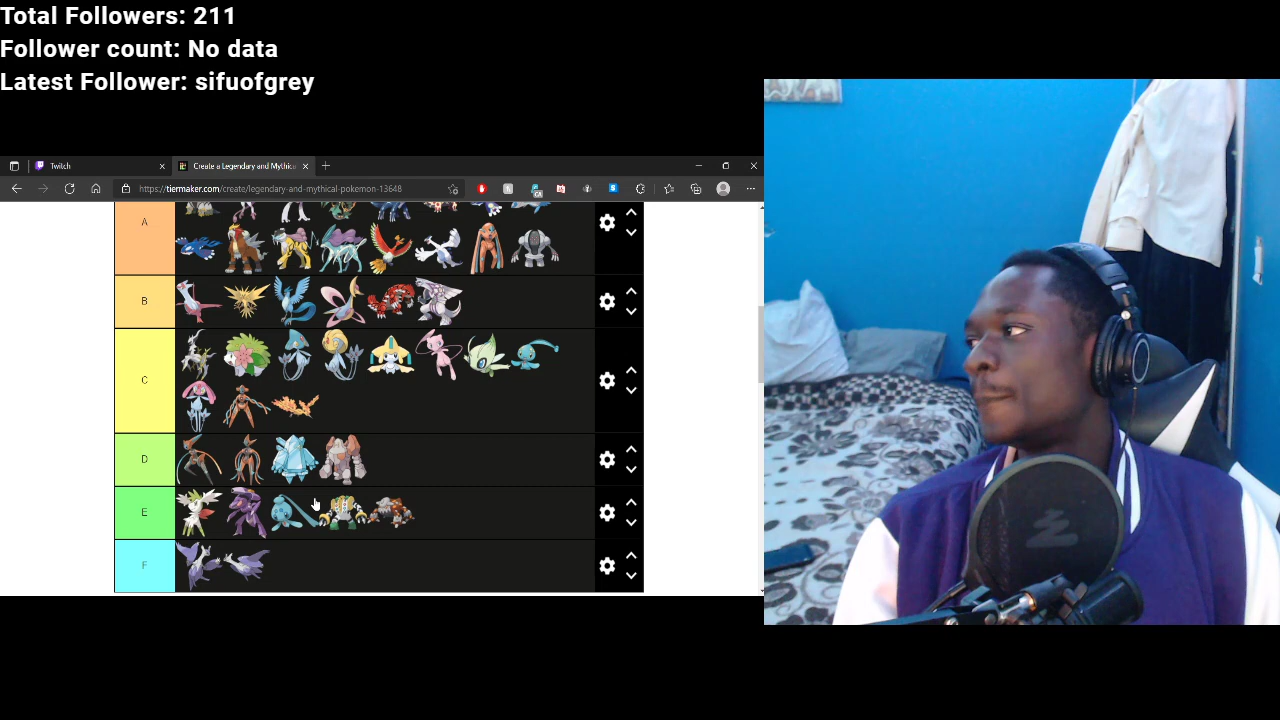 Total Followers: 211
Follower count: No data
Latest Follower: sifuofgrey
Twitch
Create a Legendary and Mythica
https://tiermaker.com/create/legendary-and-mythical-pokemon-13648
A
B
C
D
E
F